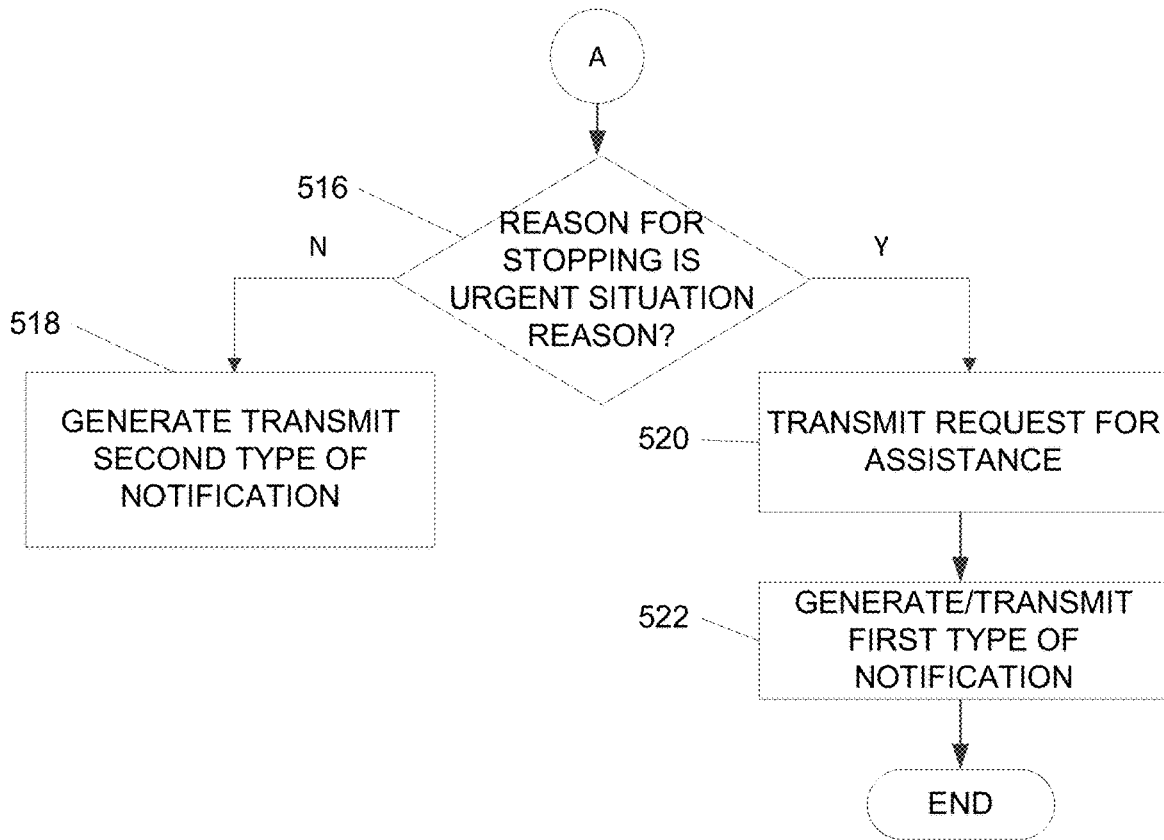 A
516
REASON FOR
STOPPING IS
URGENT SITUATION
REASON?
N
Y
518
GENERATE TRANSMIT
SECOND TYPE OF
NOTIFICATION
520
TRANSMIT REQUEST FOR
ASSISTANCE
522
GENERATE/TRANSMIT
FIRST TYPE OF
NOTIFICATION
END